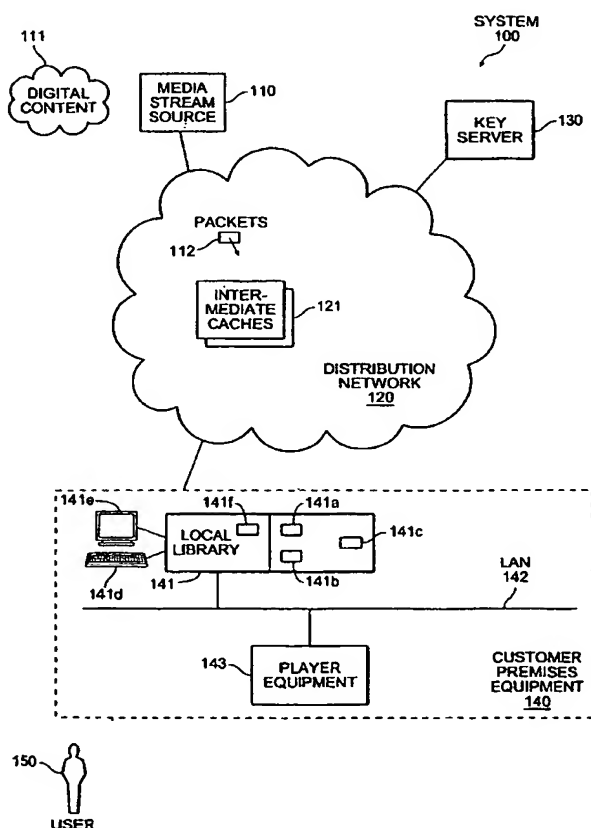 111
DIGITAL
CONTENT
MEDIA
STREAM
SOURCE
110
SYSTEM
100
KEY
SERVER
130
PACKETS
112
INTER-
MEDIATE
CACHES
121
DISTRIBUTION
NETWORK
120
141e
141f
141a
141c
LOCAL
LIBRARY
141d
141
141b
LAN
142
143
PLAYER
EQUIPMENT
CUSTOMER
PREMISES
EQUIPMENT
140
150
USER